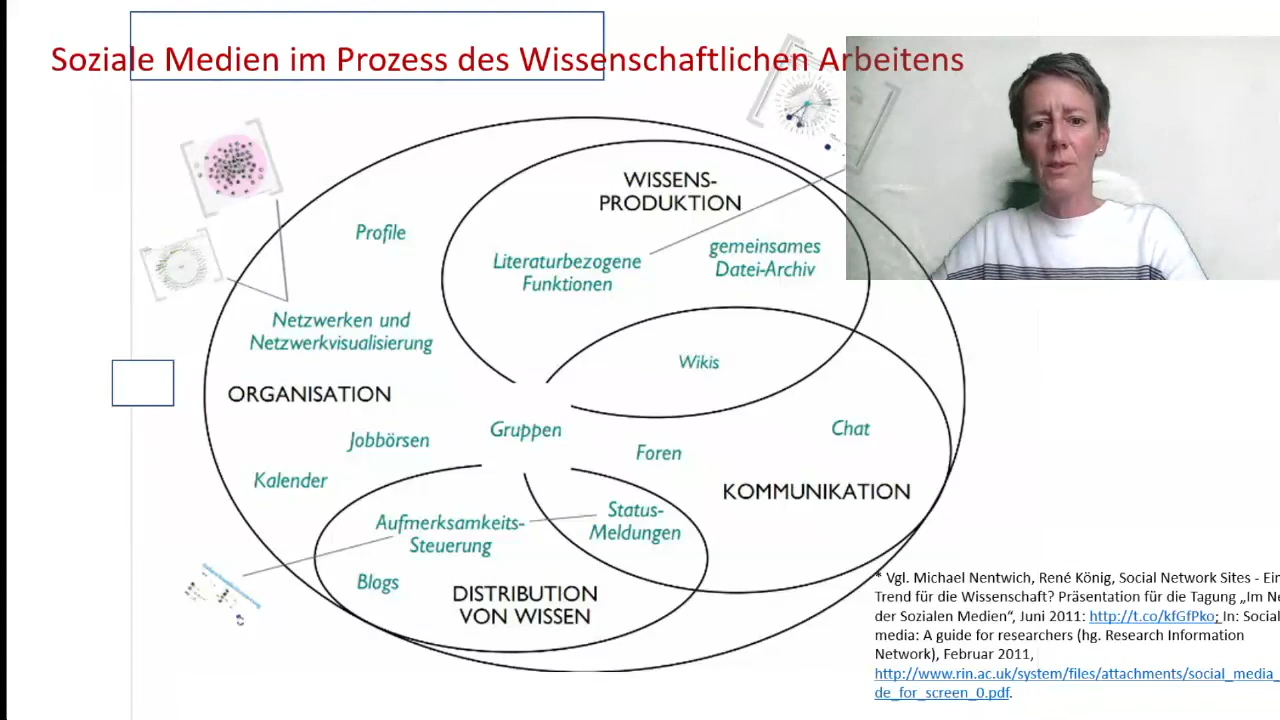 Soziale Medien im Prozess des Wissenschaftlichen Arbeitens
WISSENS-
PRODUKTION
Profile
Literaturbezogene
Funktionen
gemeinsames
Datei-Archiv
Netzwerken und
Netzwerkvisualisierung
Wikis
ORGANISATION
Gruppen
Jobbörsen
Foren
Chat
Kalender
KOMMUNIKATION
Aufmerksamkeits-
Steuerung
Status-
Meldungen
Blogs
DISTRIBUTION
VON WISSEN
* Vgl. Michael Nentwich, René König, Social Network Sites - Ein
Trend für die Wissenschaft? Präsentation für die Tagung „Im Ne
der Sozialen Medien“, Juni 2011: http://t.co/kfGfPko; In: Social
media: A guide for researchers (hg. Research Information
Network), Februar 2011,
http://www.rin.ac.uk/system/files/attachments/social_media_
de_for_screen_0.pdf.